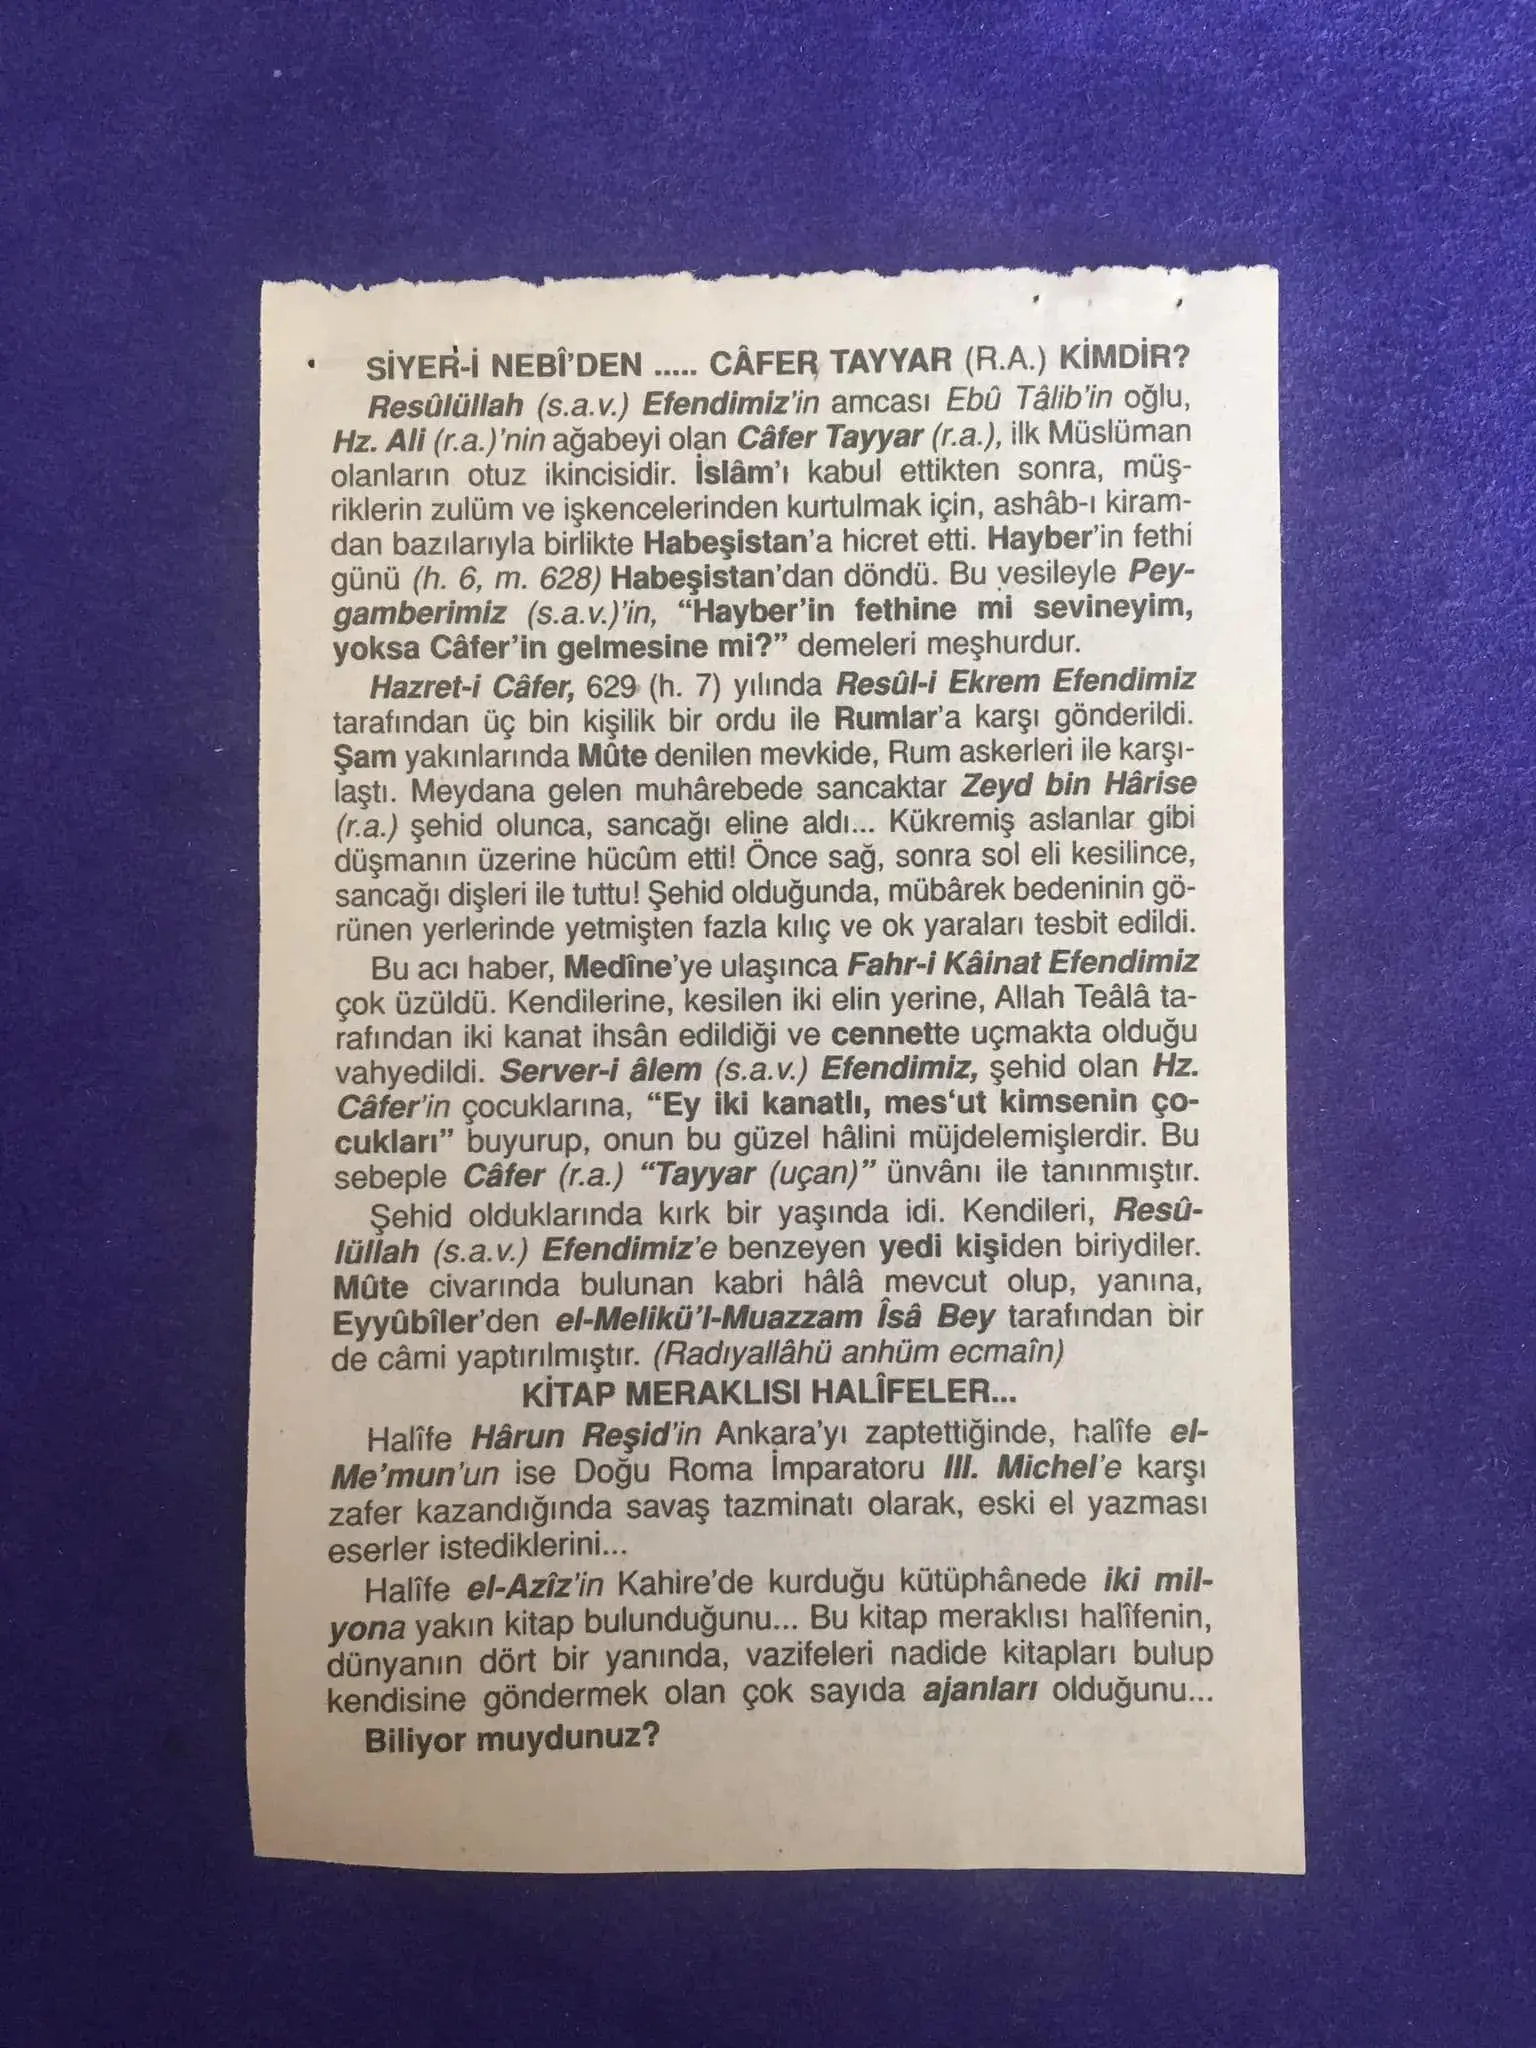 SİYER-İ NEBÎ’DEN ..... CÂFER TAYYAR (R.A.) KİMDİR?
Resûlüllah (s.a.v.) Efendimiz’in amcası Ebû Tâlib’in oğlu,
Hz. Ali (r.a.)’nin ağabeyi olan Câfer Tayyar (r.a.), ilk Müslüman
olanların otuz ikincisidir. İslâm’ı kabul ettikten sonra, müş-
riklerin zulüm ve işkencelerinden kurtulmak için, ashâb-ı kiram-
dan bazılarıyla birlikte Habeşistan’a hicret etti. Hayber’in fethi
günü (h. 6, m. 628) Habeşistan’dan döndü. Bu vesileyle Pey-
gamberimiz (s.a.v.)’in, “Hayber’in fethine mi sevineyim,
yoksa Câfer’in gelmesine mi?” demeleri meşhurdur.
Hazret-i Câfer, 629 (h. 7) yılında Resûl-i Ekrem Efendimiz
tarafından üç bin kişilik bir ordu ile Rumlar’a karşı gönderildi.
Şam yakınlarında Mûte denilen mevkide, Rum askerleri ile karşı-
laştı. Meydana gelen muhârebede sancaktar Zeyd bin Hârise
(r.a.) şehid olunca, sancağı eline aldı... Kükremiş aslanlar gibi
düşmanın üzerine hücûm etti! Önce sağ, sonra sol eli kesilince,
sancağı dişleri ile tuttu! Şehid olduğunda, mübârek bedeninin gö-
rünen yerlerinde yetmişten fazla kılıç ve ok yaraları tesbit edildi.
Bu acı haber, Medîne’ye ulaşınca Fahr-i Kâinat Efendimiz
çok üzüldü. Kendilerine, kesilen iki elin yerine, Allah Teâlâ ta-
rafından iki kanat ihsân edildiği ve cennette uçmakta olduğu
vahyedildi. Server-i âlem (s.a.v.) Efendimiz, şehid olan Hz.
Câfer’in çocuklarına, “Ey iki kanatlı, mes‘ut kimsenin ço-
cukları” buyurup, onun bu güzel hâlini müjdelemişlerdir. Bu
sebeple Câfer (r.a.) “Tayyar (uçan)” ünvânı ile tanınmıştır.
Şehid olduklarında kırk bir yaşında idi. Kendileri, Resû-
lüllah (s.a.v.) Efendimiz’e benzeyen yedi kişiden biriydiler.
Mûte civarında bulunan kabri hâlâ mevcut olup, yanına,
Eyyûbîler’den el-Melikü’l-Muazzam Îsâ Bey tarafından bir
de câmi yaptırılmıştır. (Radıyallâhü anhüm ecmaîn)
KİTAP MERAKLISI HALÎFELER...
Halîfe Hârun Reşid’in Ankara’yı zaptettiğinde, halîfe el-
Me’mun’un ise Doğu Roma İmparatoru III. Michel’e karşı
zafer kazandığında savaş tazminatı olarak, eski el yazması
eserler istediklerini...
Halîfe el-Azîz’in Kahire’de kurduğu kütüphânede iki mil-
yona yakın kitap bulunduğunu... Bu kitap meraklısı halîfenin,
dünyanın dört bir yanında, vazifeleri nadide kitapları bulup
kendisine göndermek olan çok sayıda ajanları olduğunu...
Biliyor muydunuz?